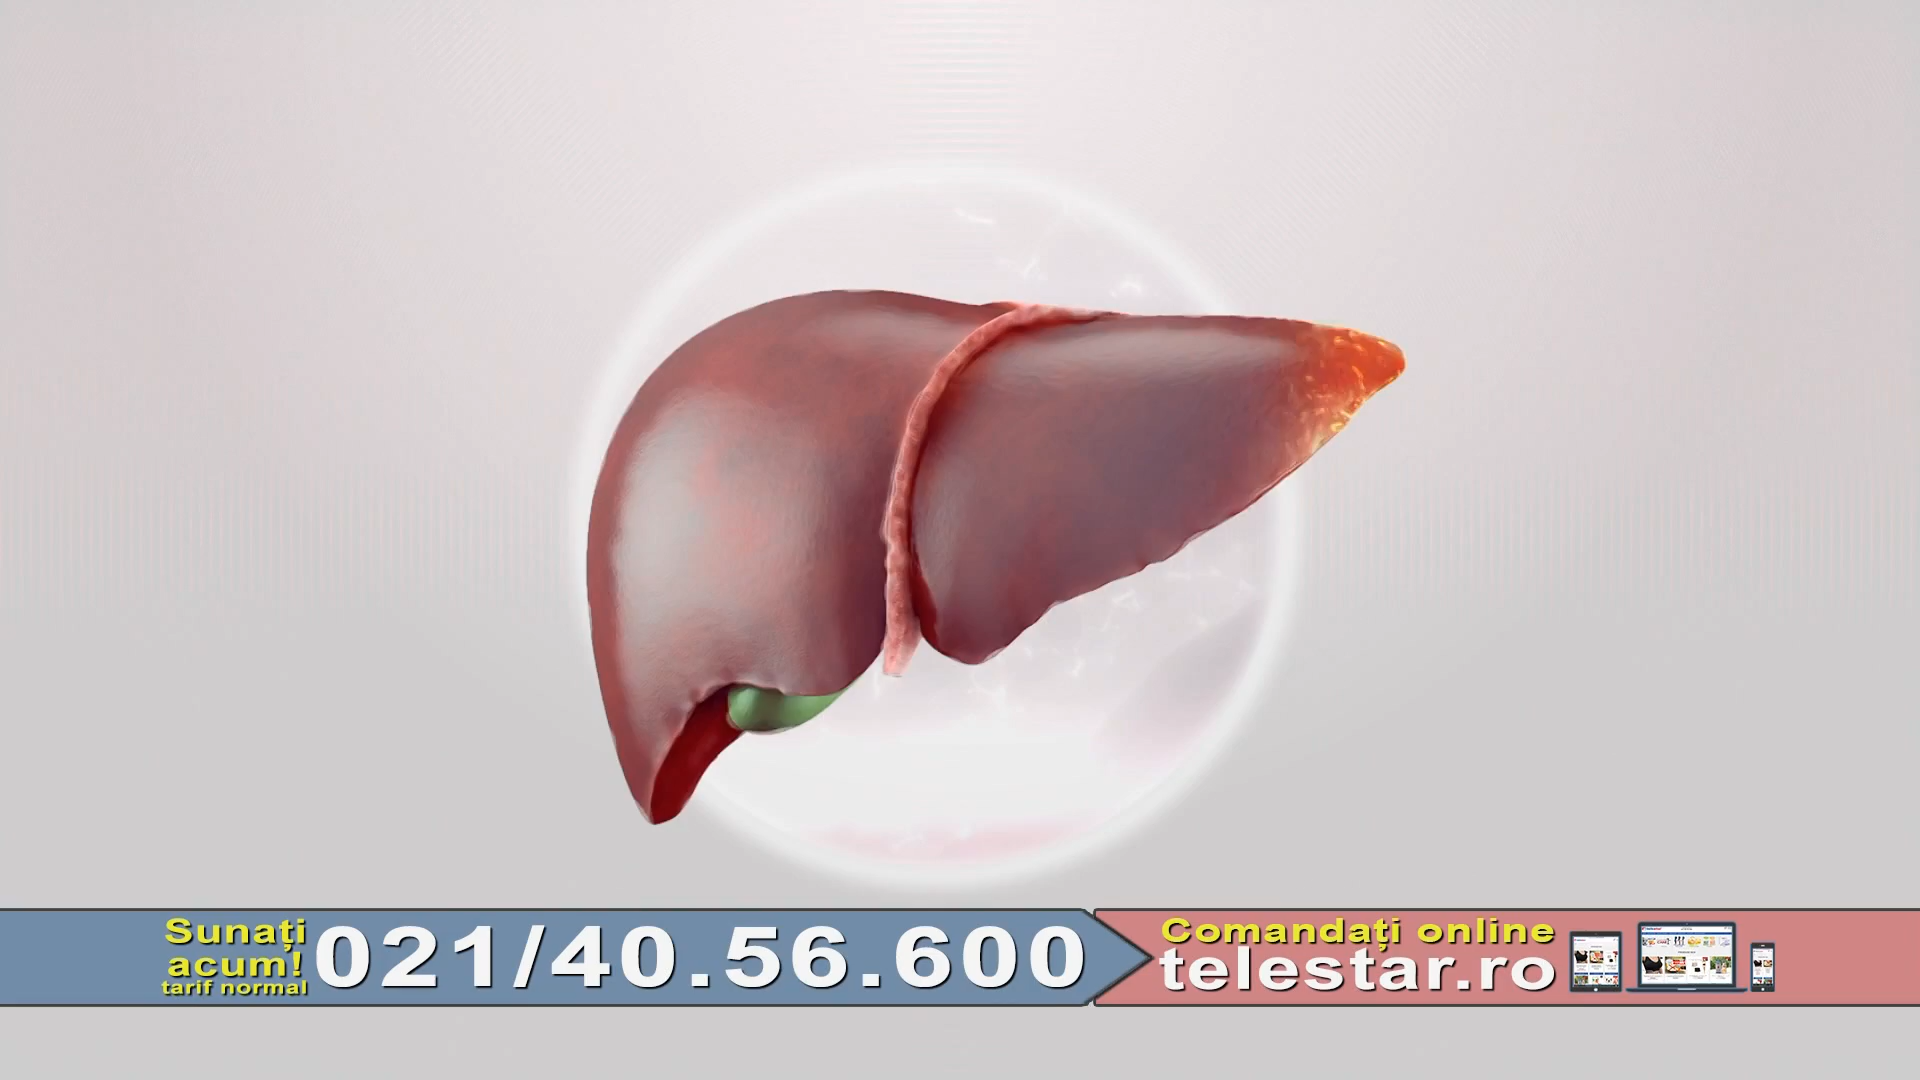 Sunați
acum!
tarif normal
021/40.56.600
Comandați online
telestar.ro